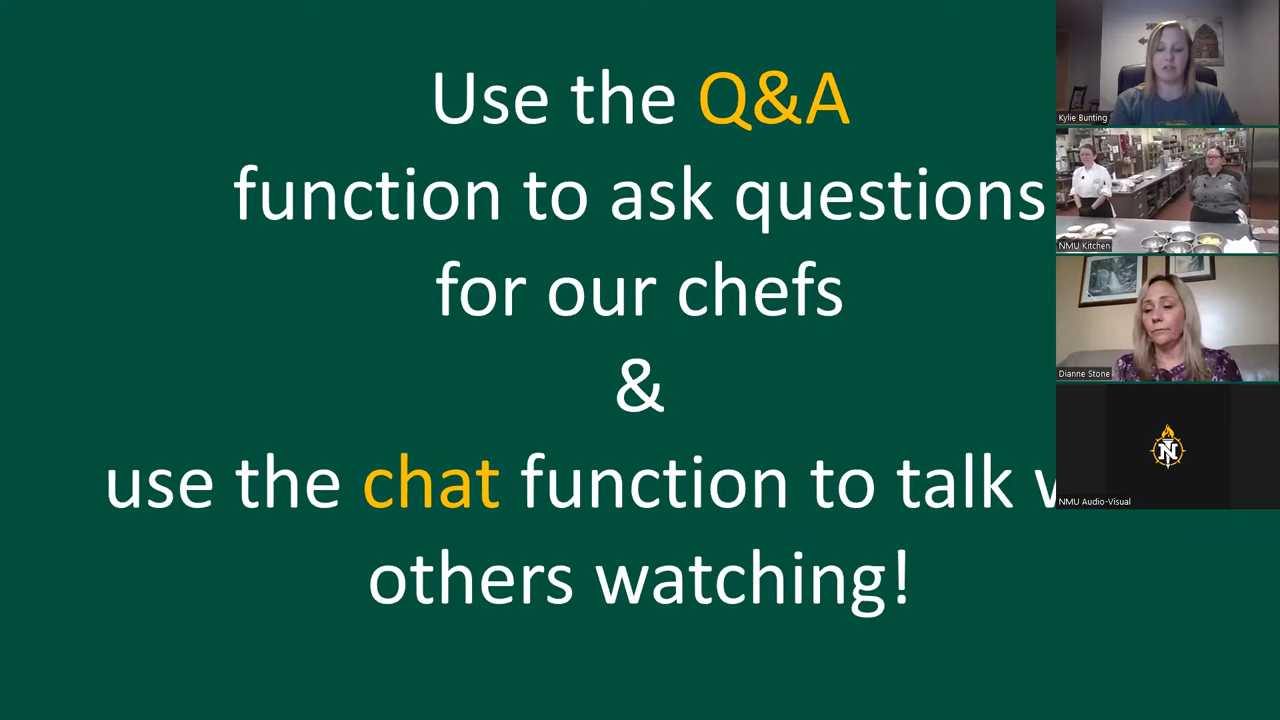 Use the Q&A
function to ask questions
for our chefs
&
use the chat function to talk
others watching!
Kylie Bunting
NMU Kitchen
Dianne Stone
N
NMU Audio-Visual